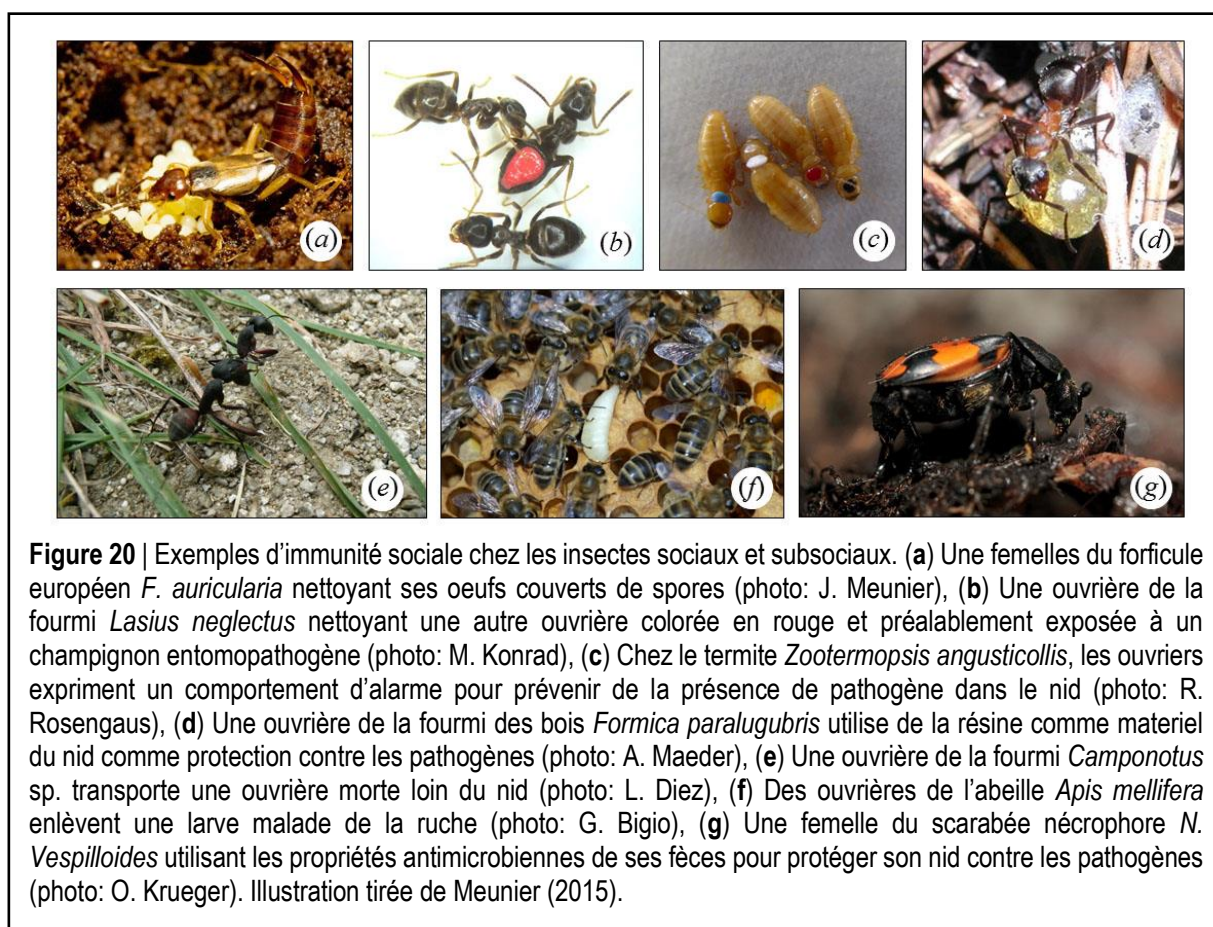 (a)
(b)
(c)
(d)
(e)
(f)
(g)
Figure 20 | Exemples d'immunité sociale chez les insectes sociaux et subsociaux. (a) Une femelles du forficule
européen F. auricularia nettoyant ses oeufs couverts de spores (photo: J. Meunier), (b) Une ouvrière de la
fourmi Lasius neglectus nettoyant une autre ouvrière colorée en rouge et préalablement exposée à un
champignon entomopathogène (photo: M. Konrad), (c) Chez le termite Zootermopsis angusticollis, les ouvriers
expriment un comportement d'alarme pour prévenir de la présence de pathogène dans le nid (photo: R.
Rosengaus), (d) Une ouvrière de la fourmi des bois Formica paralugubris utilise de la résine comme materiel
du nid comme protection contre les pathogènes (photo: A. Maeder), (e) Une ouvrière de la fourmi Camponotus
sp. transporte une ouvrière morte loin du nid (photo: L. Diez), (f) Des ouvrières de l'abeille Apis mellifera
enlèvent une larve malade de la ruche (photo: G. Bigio), (g) Une femelle du scarabée nécrophore N.
Vespilloides utilisant les propriétés antimicrobiennes de ses fèces pour protéger son nid contre les pathogènes
(photo: O. Krueger). Illustration tirée de Meunier (2015).